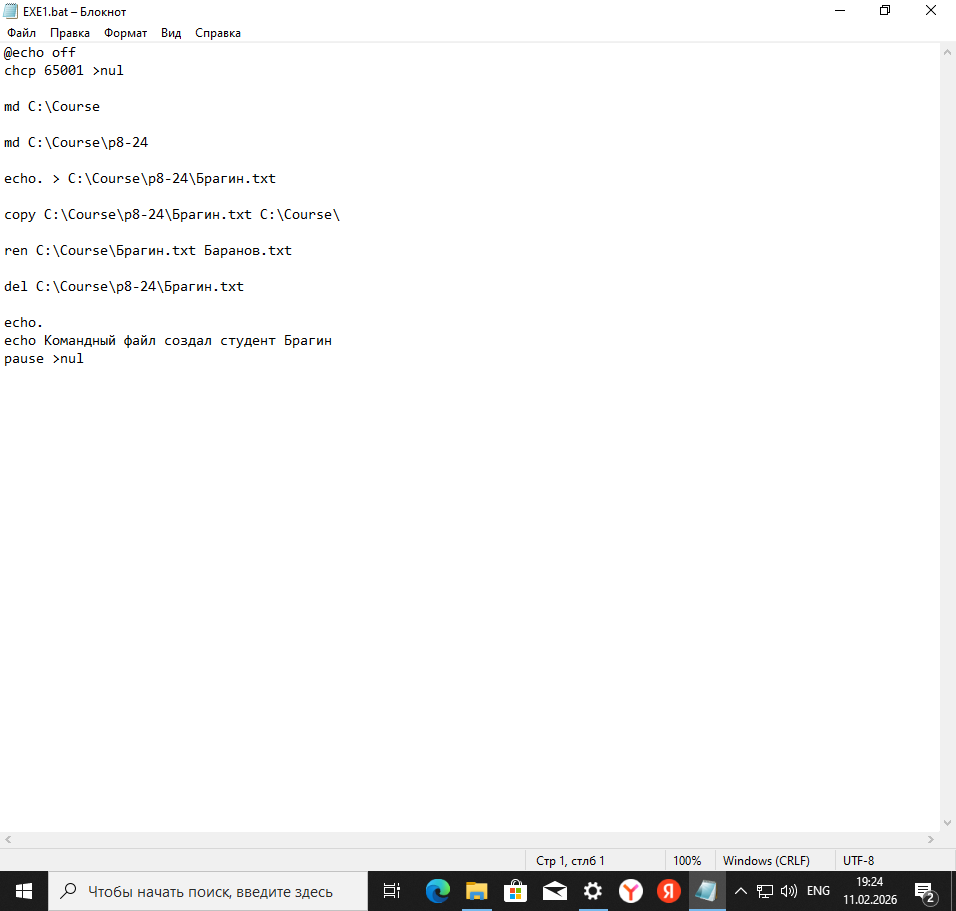 EXE1.bat – Блокнот
Файл Правка Формат Вид Справка
@echo off
chcp 65001 >nul
md C:\Course
md C:\Course\p8-24
echo. > C:\Course\p8-24\Брагин.txt
copy C:\Course\p8-24\Брагин.txt C:\Course\
ren C:\Course\Брагин.txt Баранов.txt
del C:\Course\p8-24\Брагин.txt
echo.
echo Командный файл создал студент Брагин
pause >nul
Стр 1, стлб 1 100% Windows (CRLF) UTF-8
Чтобы начать поиск, введите здесь
Y Я
ENG
19:24
11.02.2026
2